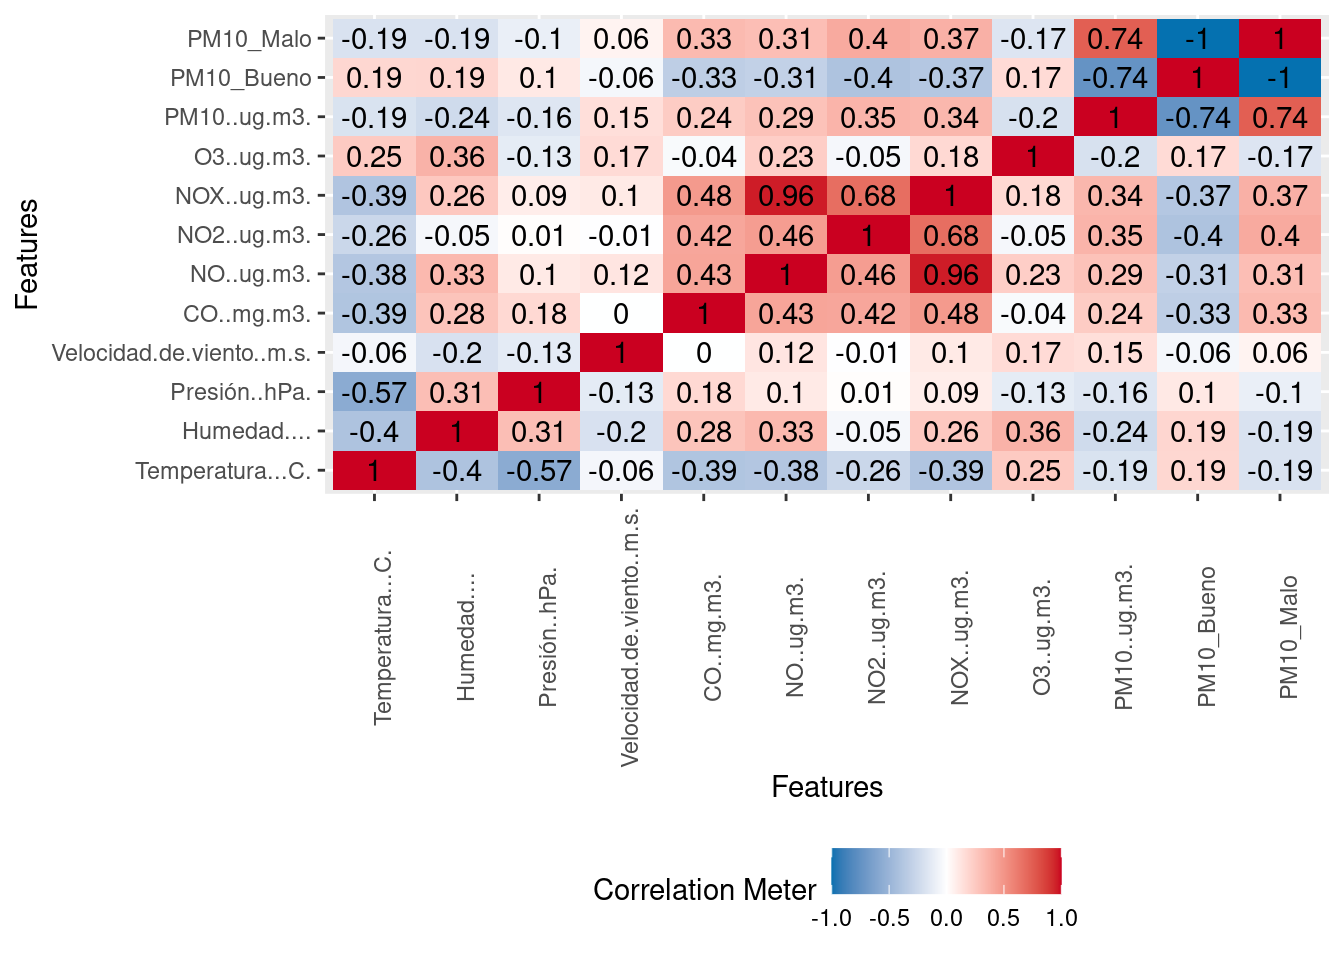 PM10_Malo -0.19 -0.19 -0.1 0.06 0.33 0.31 0.4 0.37 -0.17 0.74 -1 1
PM10_Bueno 0.19 0.19 0.1 -0.06 -0.33 -0.31 -0.4 -0.37 0.17 -0.74 1 -1
PM10..ug.m3. -0.19 -0.24 -0.16 0.15 0.24 0.29 0.35 0.34 -0.2 1 -0.74 0.74
O3..ug.m3. 0.25 0.36 -0.13 0.17 -0.04 0.23 -0.05 0.18 1 -0.2 0.17 -0.17
NOX..ug.m3. -0.39 0.26 0.09 0.1 0.48 0.96 0.68 1 0.18 0.34 -0.37 0.37
NO2..ug.m3. -0.26 -0.05 0.01 -0.01 0.42 0.46 1 0.68 -0.05 0.35 -0.4 0.4
NO..ug.m3. -0.38 0.33 0.1 0.12 0.43 1 0.46 0.96 0.23 0.29 -0.31 0.31
CO..mg.m3. -0.39 0.28 0.18 0 1 0.43 0.42 0.48 -0.04 0.24 -0.33 0.33
Velocidad.de.viento..m.s. -0.06 -0.2 -0.13 1 0 0.12 -0.01 0.1 0.17 0.15 -0.06 0.06
Presión..hPa. -0.57 0.31 1 -0.13 0.18 0.1 0.01 0.09 -0.13 -0.16 0.1 -0.1
Humedad.... -0.4 1 0.31 -0.2 0.28 0.33 -0.05 0.26 0.36 -0.24 0.19 -0.19
Temperatura...C. 1 -0.4 -0.57 -0.06 -0.39 -0.38 -0.26 -0.39 0.25 -0.19 0.19 -0.19
Features
Temperatura...C.
Humedad....
Presión..hPa.
Velocidad.de.viento..m.s.
CO..mg.m3.
NO..ug.m3.
NO2..ug.m3.
NOX..ug.m3.
O3..ug.m3.
PM10..ug.m3.
PM10_Bueno
PM10_Malo
Features
Correlation Meter
-1.0 -0.5 0.0 0.5 1.0